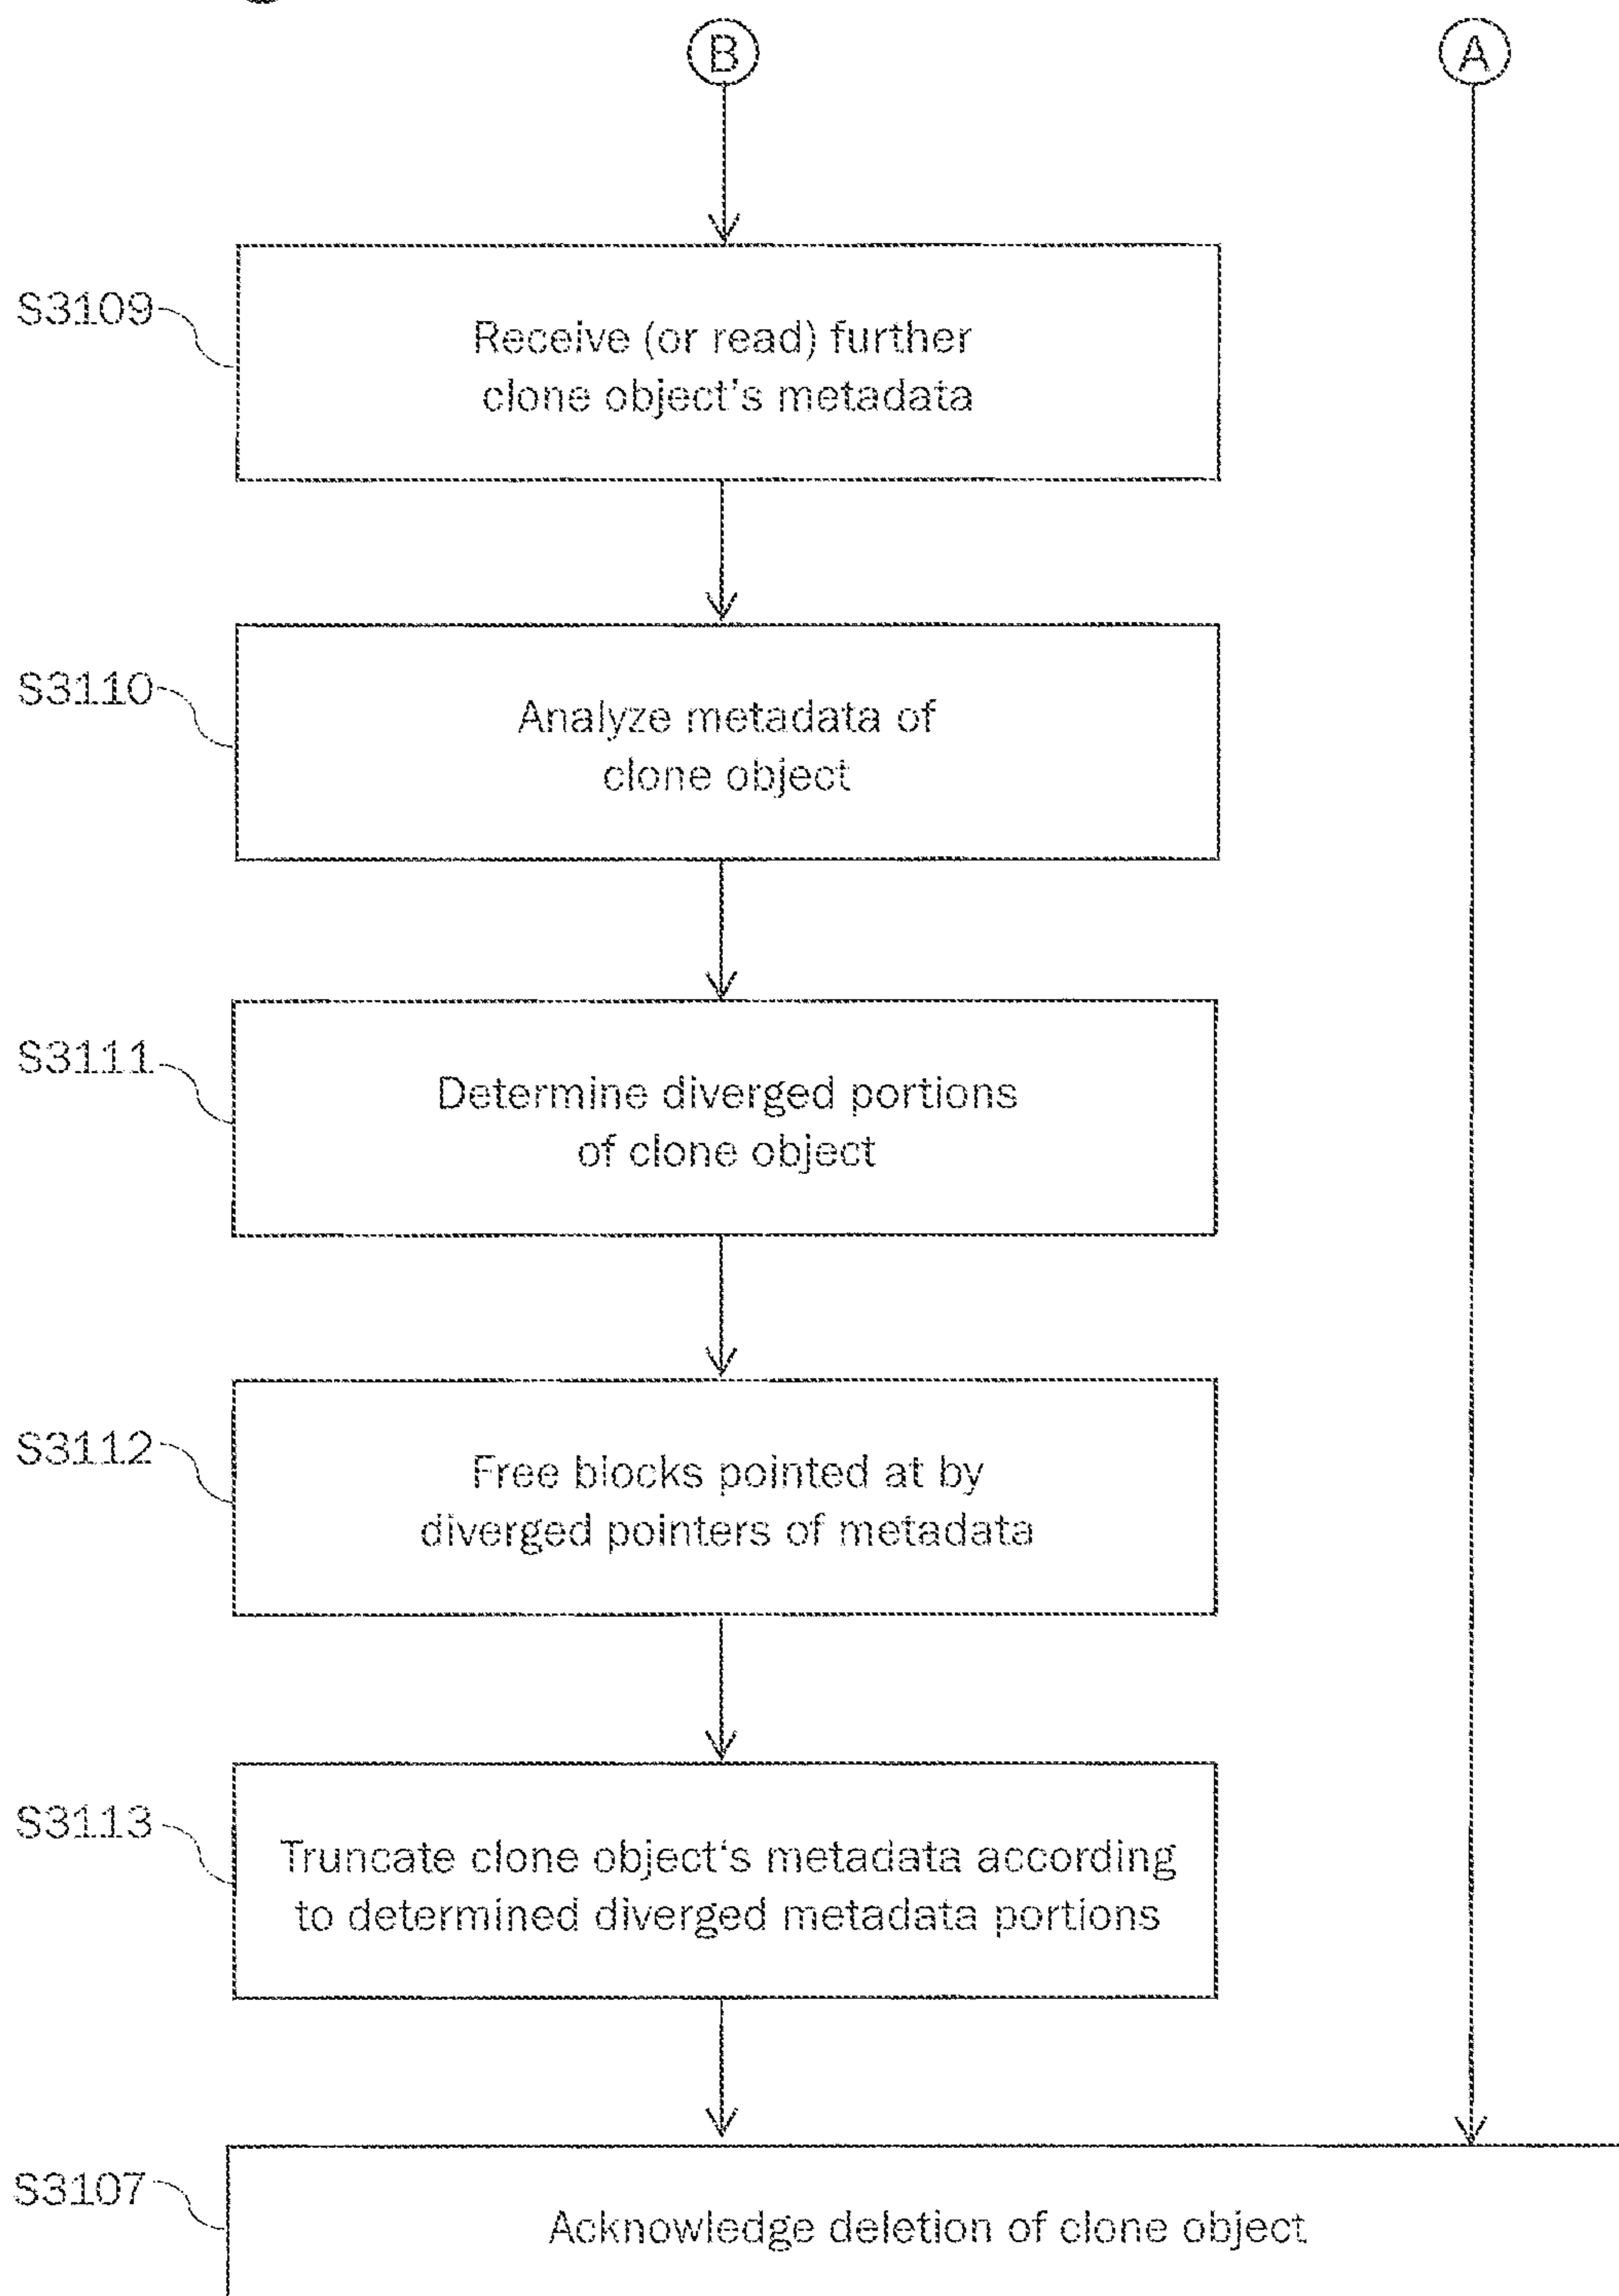 B
A
S3109
Receive (or read) further
clone object's metadata
S3110
Analyze metadata of
clone object
S3111
Determine diverged portions
of clone object
S3112
Free blocks pointed at by
diverged pointers of metadata
S3113
Truncate clone object‘s metadata according
to determined diverged metadata portions
S3107
Acknowledge deletion of clone object